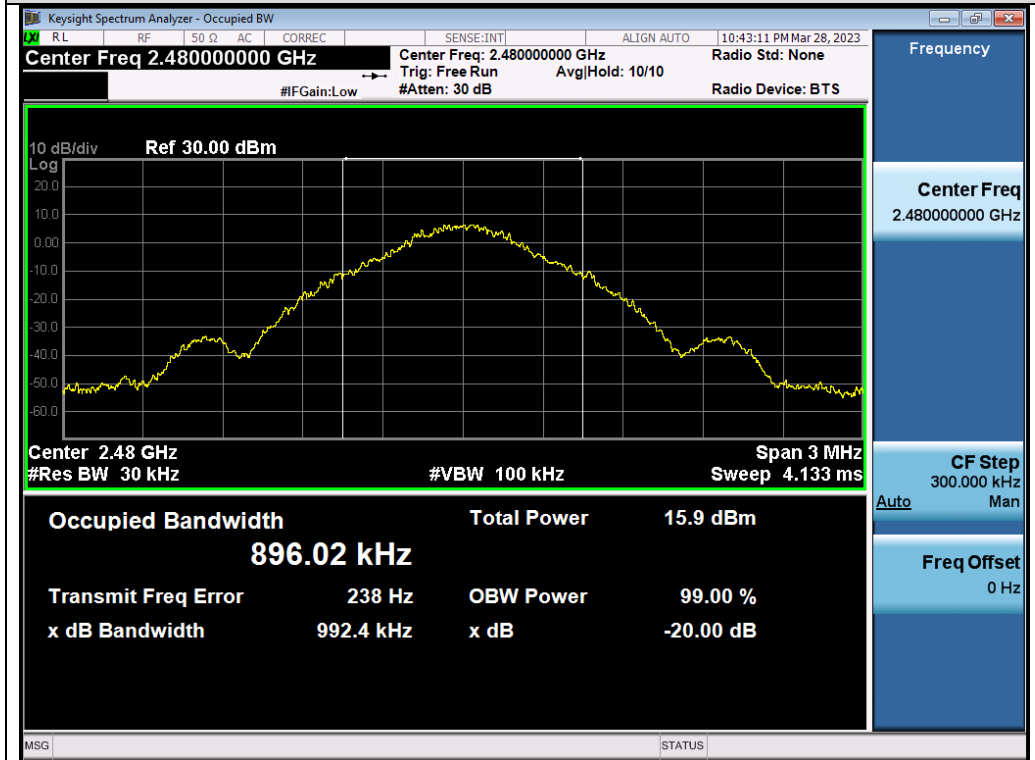 Keysight Spectrum Analyzer - Occupied BW
LXI RL RF 50 Ω AC CORREC SENSE:INT ALIGN AUTO 10:43:11 PM Mar 28, 2023
Center Freq 2.480000000 GHz
Center Freq: 2.480000000 GHz
Radio Std: None
Trig: Free Run Avg|Hold: 10/10
#IFGain:Low
#Atten: 30 dB
Radio Device: BTS
10 dB/div Ref 30.00 dBm
Log
20.0
10.0
0.00
-10.0
-20.0
-30.0
-40.0
-50.0
-60.0
Center 2.48 GHz Span 3 MHz
#Res BW 30 kHz #VBW 100 kHz Sweep 4.133 ms
Occupied Bandwidth Total Power 15.9 dBm
896.02 kHz
Transmit Freq Error 238 Hz OBW Power 99.00 %
x dB Bandwidth 992.4 kHz x dB -20.00 dB
MSG STATUS
Frequency
Center Freq
2.480000000 GHz
CF Step
300.000 kHz
Auto Man
Freq Offset
0 Hz